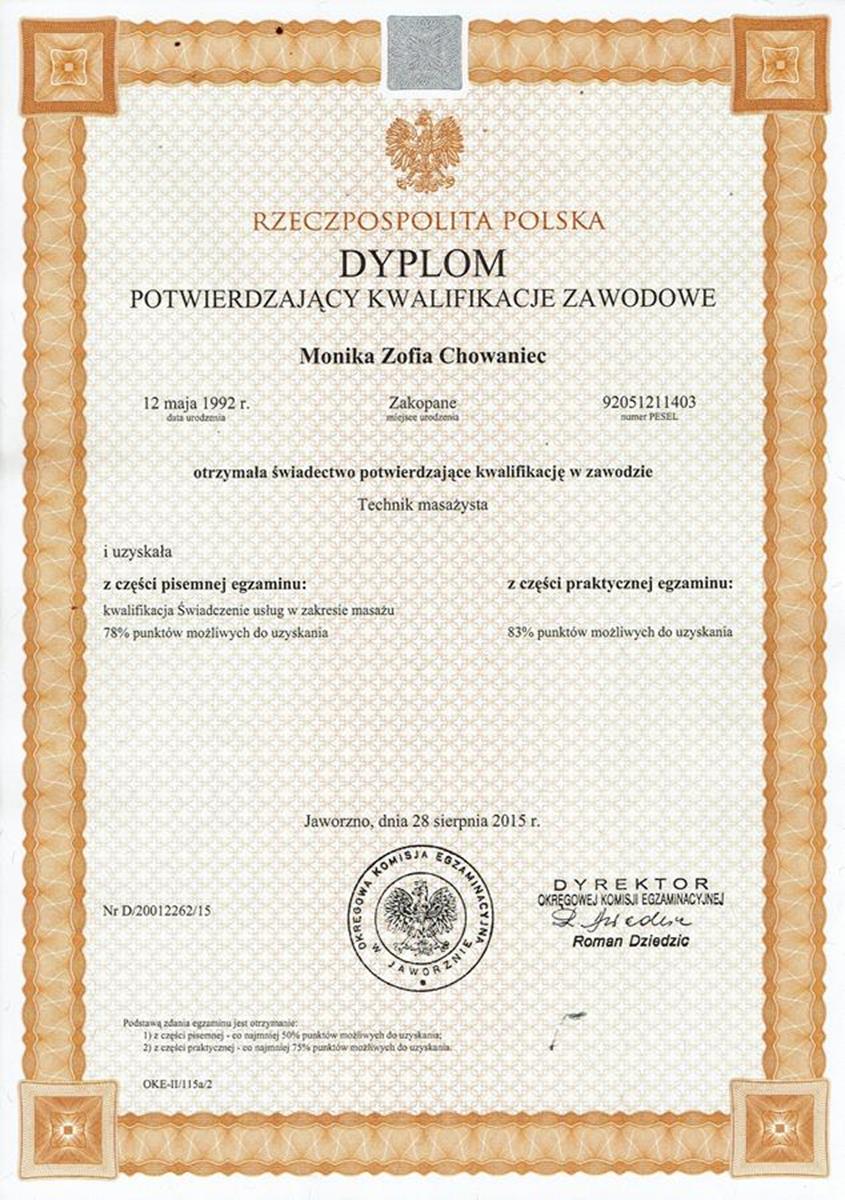 RZECZPOSPOLITA POLSKA
DYPLOM
POTWIERDZAJĄCY KWALIFIKACJE ZAWODOWE
Monika Zofia Chowaniec
12 maja 1992 r. Zakopane 92051211403
data urodzenia miejsce urodzenia numer PESEL
otrzymała świadectwo potwierdzające kwalifikację w zawodzie
Technik masażysta
i uzyskała
z części pisemnej egzaminu: z części praktycznej egzaminu:
kwalifikacja Świadczenie usług w zakresie masażu
78% punktów możliwych do uzyskania 83% punktów możliwych do uzyskania
Jaworzno, dnia 28 sierpnia 2015 r.
OKRĘGOWA KOMISJA EGZAMINACYJNA
W JAWORZNIE
Nr D/20012262/15
DYREKTOR
OKRĘGOWEJ KOMISJI EGZAMINACYJNEJ
Roman Dziedzic
Podstawą zdania egzaminu jest otrzymanie:
1) z części pisemnej - co najmniej 50% punktów możliwych do uzyskania;
2) z części praktycznej - co najmniej 75% punktów możliwych do uzyskania.
OKE-II/115a/2